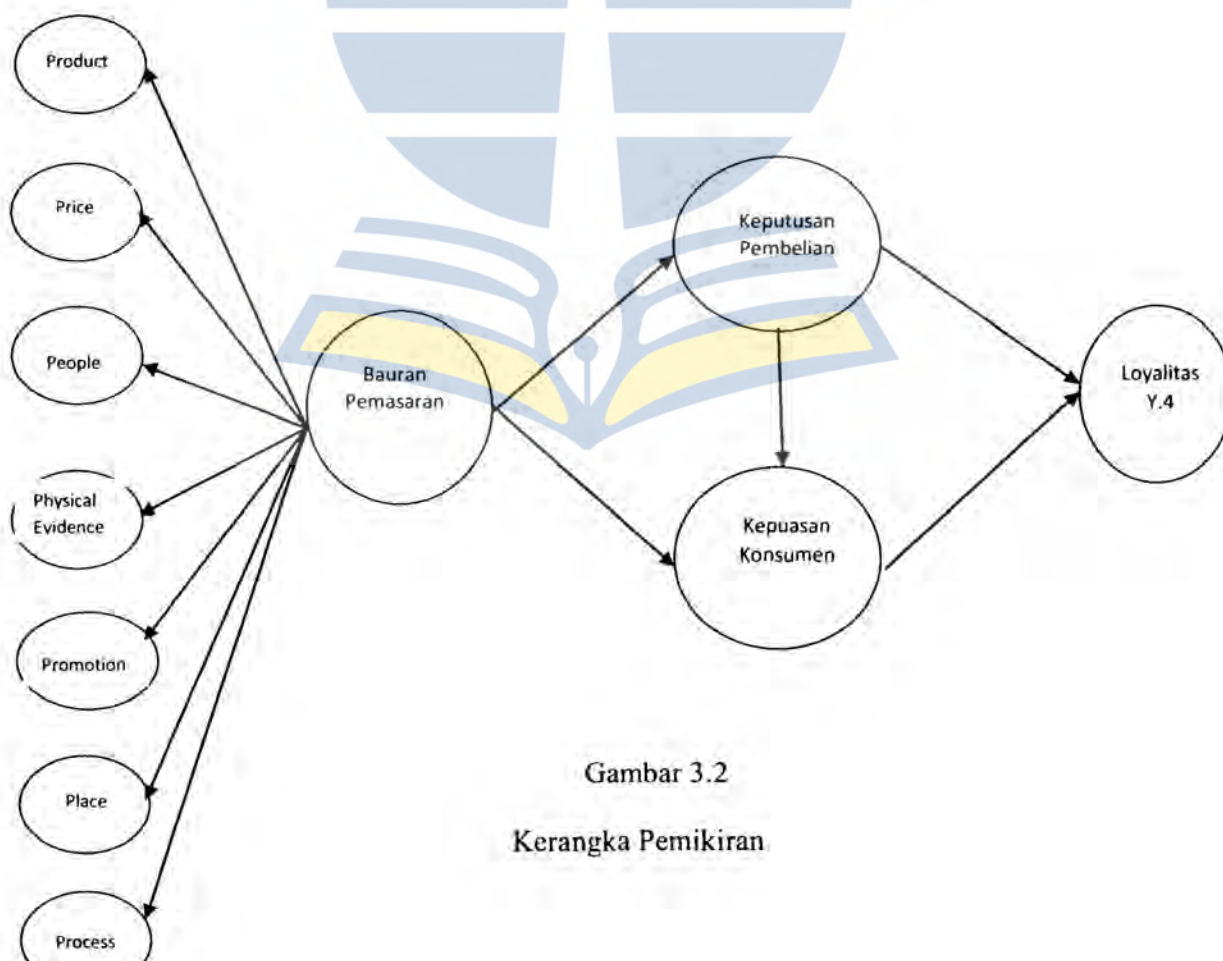 Product
Price
People
Physical
Evidence
Promotion
Place
Process
Bauran
Pemasaran
Keputusan
Pembelian
Kepuasan
Konsumen
Loyalitas
Y.4
Gambar 3.2
Kerangka Pemikiran